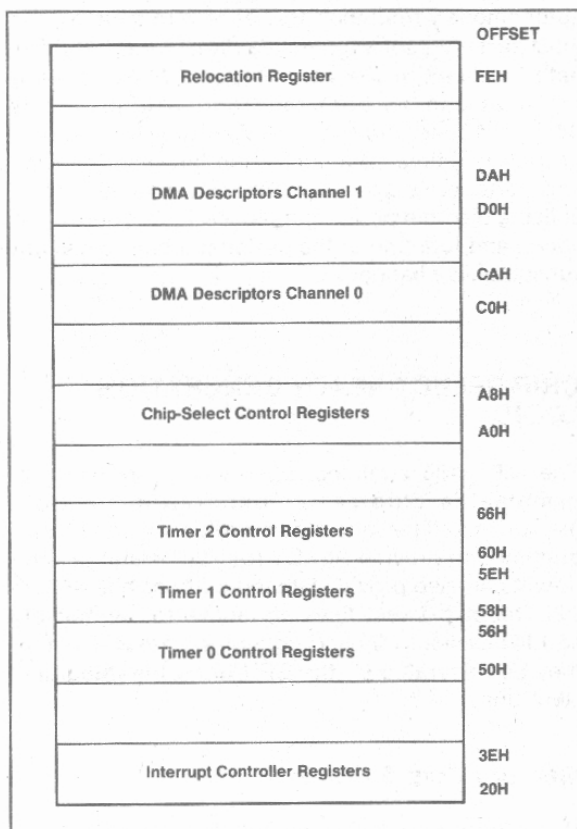 OFFSET
Relocation Register FEH
DAH
DMA Descriptors Channel 1
D0H
CAH
DMA Descriptors Channel 0
C0H
A8H
Chip-Select Control Registers
A0H
66H
Timer 2 Control Registers
60H
5EH
Timer 1 Control Registers
58H
56H
Timer 0 Control Registers
50H
3EH
Interrupt Controller Registers
20H